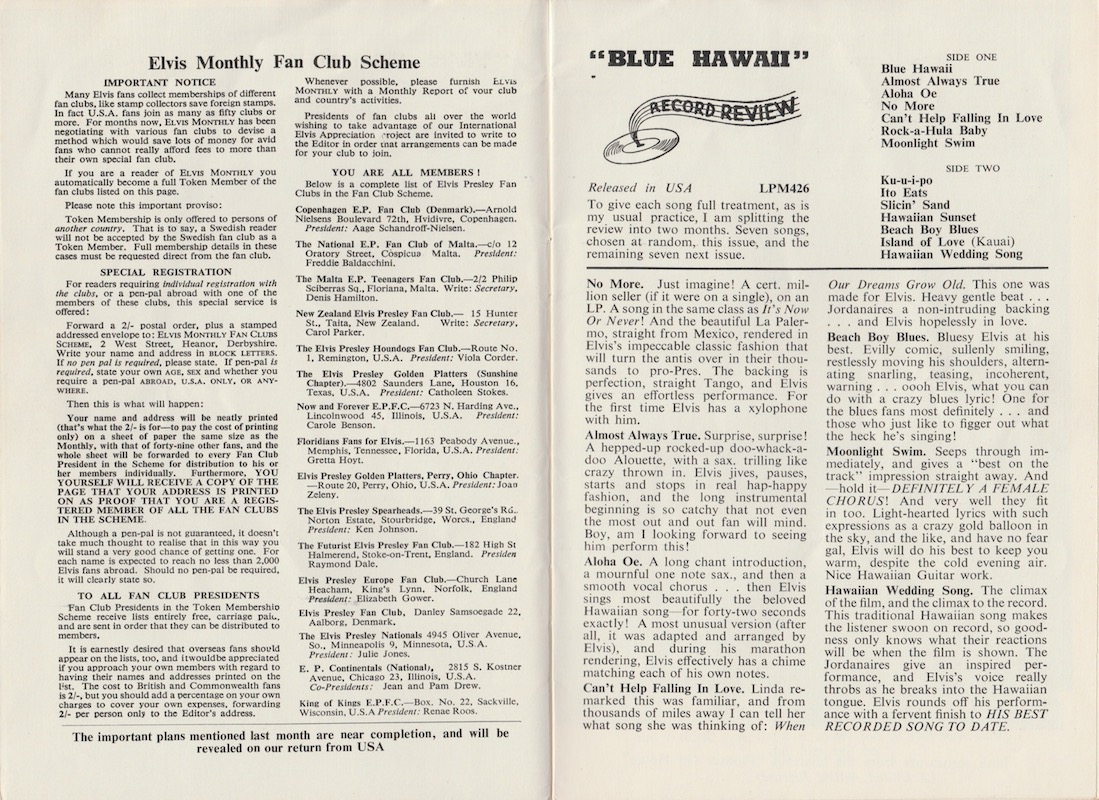 Elvis Monthly Fan Club Scheme
IMPORTANT NOTICE
Many Elvis fans collect memberships of different
fan clubs, like stamp collectors save foreign stamps.
In fact U.S.A. fans join as many as fifty clubs or
more. For months now, ELVIS MONTHLY has been
negotiating with various fan clubs to devise a
method which would save lots of money for avid
fans who cannot really afford fees to more than
their own special fan club.
If you are a reader of ELVIS MONTHLY you
automatically become a full Token Member of the
fan clubs listed on this page.
Please note this important proviso:
Token Membership is only offered to persons of
another country. That is to say, a Swedish reader
will not be accepted by the Swedish fan club as a
Token Member. Full membership details in these
cases must be requested direct from the fan club.
SPECIAL REGISTRATION
For readers requiring individual registration with
the clubs, or a pen-pal abroad with one of the
members of these clubs, this special service is
offered:
Forward a 2/- postal order, plus a stamped
addressed envelope to: ELVIS MONTHLY FAN CLUBS
SCHEME, 2 West Street, Heanor, Derbyshire.
Write your name and address in BLOCK LETTERS.
If no pen pal is required, please state. If pen-pal is
required, state your own AGE, SEX and whether you
require a pen-pal ABROAD, U.S.A. ONLY, OR ANY-
WHERE.
Then this is what will happen:
Your name and address will be neatly printed
(that's what the 2/- is for—to pay the cost of printing
only) on a sheet of paper the same size as the
Monthly, with that of forty-nine other fans, and the
whole sheet will be forwarded to every Fan Club
President in the Scheme for distribution to his or
her members individually. Furthermore, YOU
YOURSELF WILL RECEIVE A COPY OF THE
PAGE THAT YOUR ADDRESS IS PRINTED
ON AS PROOF THAT YOU ARE A REGIS-
TERED MEMBER OF ALL THE FAN CLUBS
IN THE SCHEME.
Although a pen-pal is not guaranteed, it doesn't
take much thought to realise that in this way you
will stand a very good chance of getting one. For
each name is expected to reach no less than 2,000
Elvis fans abroad. Should no pen-pal be required,
it will clearly state so.
TO ALL FAN CLUB PRESIDENTS
Fan Club Presidents in the Token Membership
Scheme receive lists entirely free, carriage paid,
and are sent in order that they can be distributed to
members.
It is earnestly desired that overseas fans should
appear on the lists, too, and it would be appreciated
if you approach your own members with regard to
having their names and addresses printed on the
list. The cost to British and Commonwealth fans
is 2/-, but you should add a percentage on your own
charges to cover your own expenses, forwarding
2/- per person only to the Editor's address.
Whenever possible, please furnish ELVIS
MONTHLY with a Monthly Report of your club
and country's activities.
Presidents of fan clubs all over the world
wishing to take advantage of our International
Elvis Appreciation Project are invited to write to
the Editor in order that arrangements can be made
for your club to join.
YOU ARE ALL MEMBERS !
Below is a complete list of Elvis Presley Fan
Clubs in the Fan Club Scheme.
Copenhagen E.P. Fan Club (Denmark).—Arnold
Nielsens Boulevard 72th, Hvidivre, Copenhagen.
President: Aage Schandroff-Nielsen.
The National E.P. Fan Club of Malta.—c/o 12
Oratory Street, Cospicua Malta. President:
Freddie Baldacchini.
The Malta E.P. Teenagers Fan Club.—2/2 Philip
Sciberras Sq., Floriana, Malta. Write: Secretary,
Denis Hamilton.
New Zealand Elvis Presley Fan Club.— 15 Hunter
St., Taita, New Zealand. Write: Secretary,
Carol Parker.
The Elvis Presley Houndogs Fan Club.—Route No.
1, Remington, U.S.A. President: Viola Corder.
The Elvis Presley Golden Platters (Sunshine
Chapter).—4802 Saunders Lane, Houston 16,
Texas, U.S.A. President: Catholeen Stokes.
Now and Forever E.P.F.C.—6723 N. Harding Ave.,
Lincolnwood 45, Illinois, U.S.A. President:
Carole Benson.
Floridians Fans for Elvis.—1163 Peabody Avenue.,
Memphis, Tennessee, Florida, U.S.A. President:
Gretta Hoyt.
Elvis Presley Golden Platters, Perry, Ohio Chapter.
—Route 20, Perry, Ohio, U.S.A. President: Joan
Zeleny.
The Elvis Presley Spearheads.—39 St. George's Rd..
Norton Estate, Stourbridge, Worcs., England
President: Ken Johnson.
The Futurist Elvis Presley Fan Club.—182 High St
Halmerend, Stoke-on-Trent, England. Presiden
Raymond Dale.
Elvis Presley Europe Fan Club.—Church Lane
Heacham, King's Lynn, Norfolk, England
President: Elizabeth Gower.
Elvis Presley Fan Club, Danley Samsoegade 22,
Aalborg, Denmark.
The Elvis Presley Nationals 4945 Oliver Avenue,
So., Minneapolis 9, Minnesota, U.S A.
President: Julie Jones.
E. P. Continentals (National), 2815 S. Kostner
Avenue, Chicago 23, Illinois, U.S.A.
Co-Presidents: Jean and Pam Drew.
King of Kings E.P.F.C.—Box. No. 22, Sackville,
Wisconsin, U.S.A President: Renae Roos.
The important plans mentioned last month are near completion, and will be
revealed on our return from USA
"BLUE HAWAII"
RECORD REVIEW
Released in USA LPM426
To give each song full treatment, as is
my usual practice, I am splitting the
review into two months. Seven songs,
chosen at random, this issue, and the
remaining seven next issue.
SIDE ONE
Blue Hawaii
Almost Always True
Aloha Oe
No More
Can't Help Falling In Love
Rock-a-Hula Baby
Moonlight Swim
SIDE TWO
Ku-u-i-po
Ito Eats
Slicin' Sand
Hawaiian Sunset
Beach Boy Blues
Island of Love (Kauai)
Hawaiian Wedding Song
No More. Just imagine! A cert. mil-
lion seller (if it were on a single), on an
LP. A song in the same class as It's Now
Or Never! And the beautiful La Paler-
mo, straight from Mexico, rendered in
Elvis's impeccable classic fashion that
will turn the antis over in their thou-
sands to pro-Pres. The backing is
perfection, straight Tango, and Elvis
gives an effortless performance. For
the first time Elvis has a xylophone
with him.
Almost Always True. Surprise, surprise!
A hepped-up rocked-up doo-whack-a-
doo Alouette, with a sax. trilling like
crazy thrown in. Elvis jives, pauses,
starts and stops in real hap-happy
fashion, and the long instrumental
beginning is so catchy that not even
the most out and out fan will mind.
Boy, am I looking forward to seeing
him perform this!
Aloha Oe. A long chant introduction,
a mournful one note sax., and then a
smooth vocal chorus . . . then Elvis
sings most beautifully the beloved
Hawaiian song—for forty-two seconds
exactly! A most unusual version (after
all, it was adapted and arranged by
Elvis), and during his marathon
rendering, Elvis effectively has a chime
matching each of his own notes.
Can't Help Falling In Love. Linda re-
marked this was familiar, and from
thousands of miles away I can tell her
what song she was thinking of: When
Our Dreams Grow Old. This one was
made for Elvis. Heavy gentle beat . . .
Jordanaires a non-intruding backing
. . . and Elvis hopelessly in love.
Beach Boy Blues. Bluesy Elvis at his
best. Evilly comic, sullenly smiling,
restlessly moving his shoulders, altern-
ating snarling, teasing, incoherent,
warning . . . oooh Elvis, what you can
do with a crazy blues lyric! One for
the blues fans most definitely . . . and
those who just like to figger out what
the heck he's singing!
Moonlight Swim. Seeps through im-
mediately, and gives a "best on the
track" impression straight away. And
—hold it—DEFINITELY A FEMALE
CHORUS! And very well they fit
in too. Light-hearted lyrics with such
expressions as a crazy gold balloon in
the sky, and the like, and have no fear
gal, Elvis will do his best to keep you
warm, despite the cold evening air.
Nice Hawaiian Guitar work.
Hawaiian Wedding Song. The climax
of the film, and the climax to the record.
This traditional Hawaiian song makes
the listener swoon on record, so good-
ness only knows what their reactions
will be when the film is shown. The
Jordanaires give an inspired per-
formance, and Elvis's voice really
throbs as he breaks into the Hawaiian
tongue. Elvis rounds off his perform-
ance with a fervent finish to HIS BEST
RECORDED SONG TO DATE.